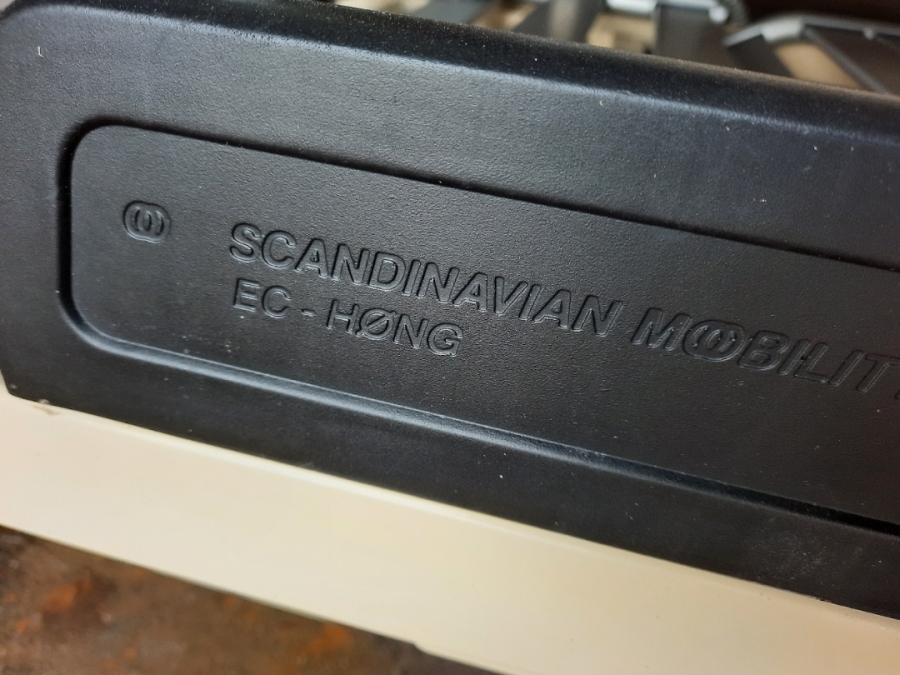 SCANDINAVIAN MOBILIT
EC - HØNG